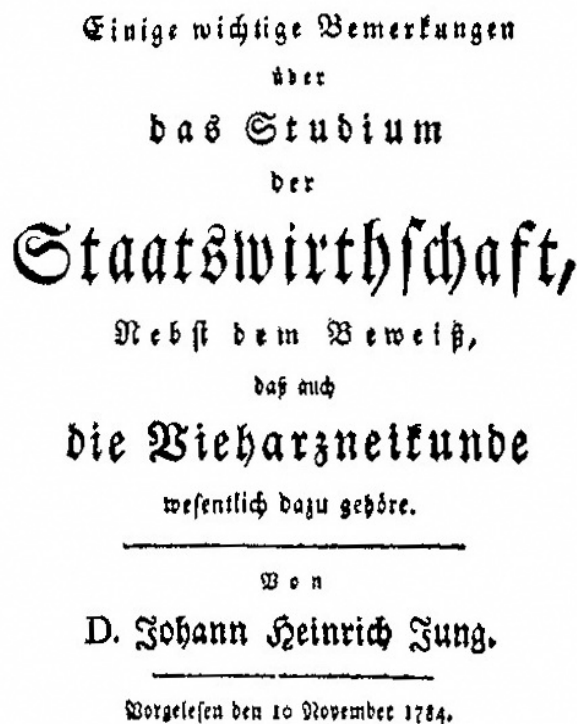 Einige wichtige Bemerkungen
über
das Studium
der
Staatswirthschaft,
Nebst dem Beweiß,
daß auch
die Vieharzneikunde
wesentlich dazu gehöre.
Von
D. Johann Heinrich Jung.
Vorgelesen den 10 November 1784.